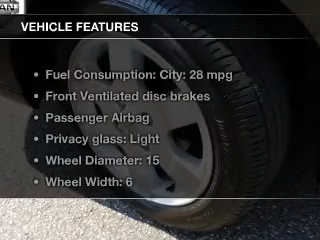 VEHICLE FEATURES
• Fuel Consumption: City: 28 mpg
• Front Ventilated disc brakes
• Passenger Airbag
• Privacy glass: Light
• Wheel Diameter: 15
• Wheel Width: 6